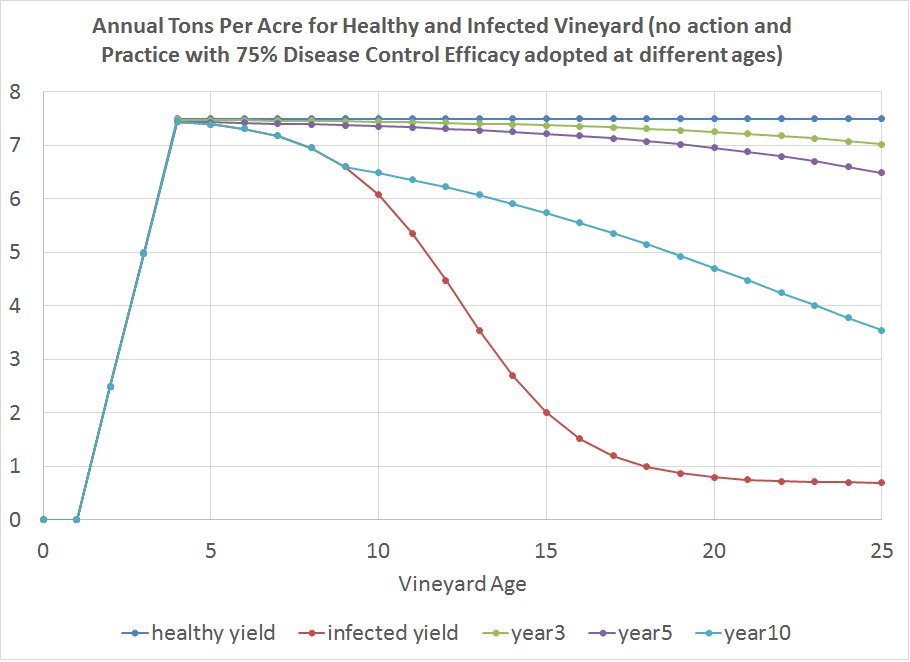 Annual Tons Per Acre for Healthy and Infected Vineyard (no action and
Practice with 75% Disease Control Efficacy adopted at different ages)
8
7
6
5
4
3
2
1
0
0 5 10 15 20 25
Vineyard Age
healthy yield infected yield year3 year5 year10